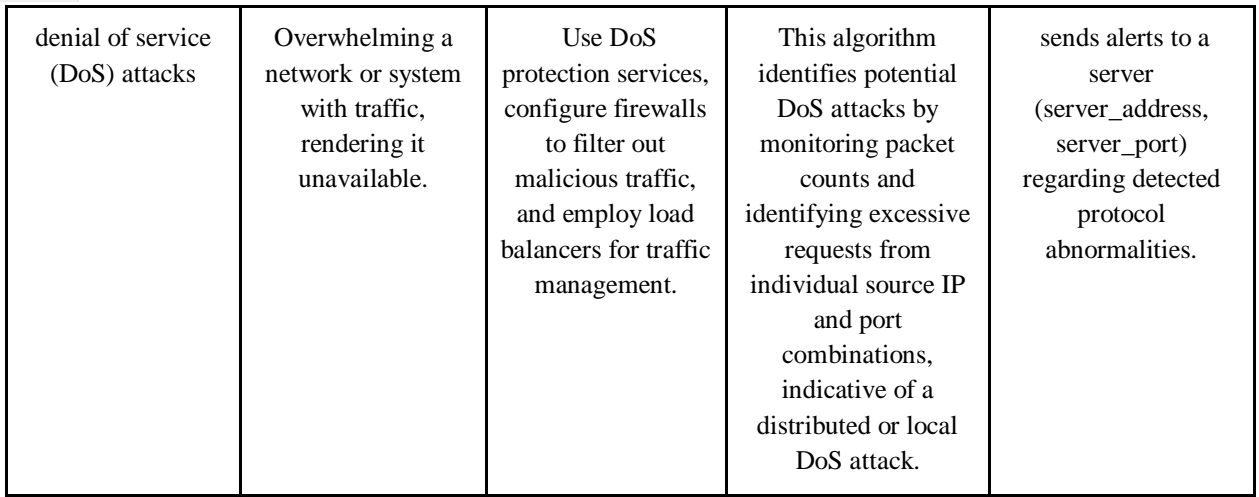 denial of service
(DoS) attacks
Overwhelming a
network or system
with traffic,
rendering it
unavailable.
Use DoS
protection services,
configure firewalls
to filter out
malicious traffic,
and employ load
balancers for traffic
management.
This algorithm
identifies potential
DoS attacks by
monitoring packet
counts and
identifying excessive
requests from
individual source IP
and port
combinations,
indicative of a
distributed or local
DoS attack.
sends alerts to a
server
(server_address,
server_port)
regarding detected
protocol
abnormalities.